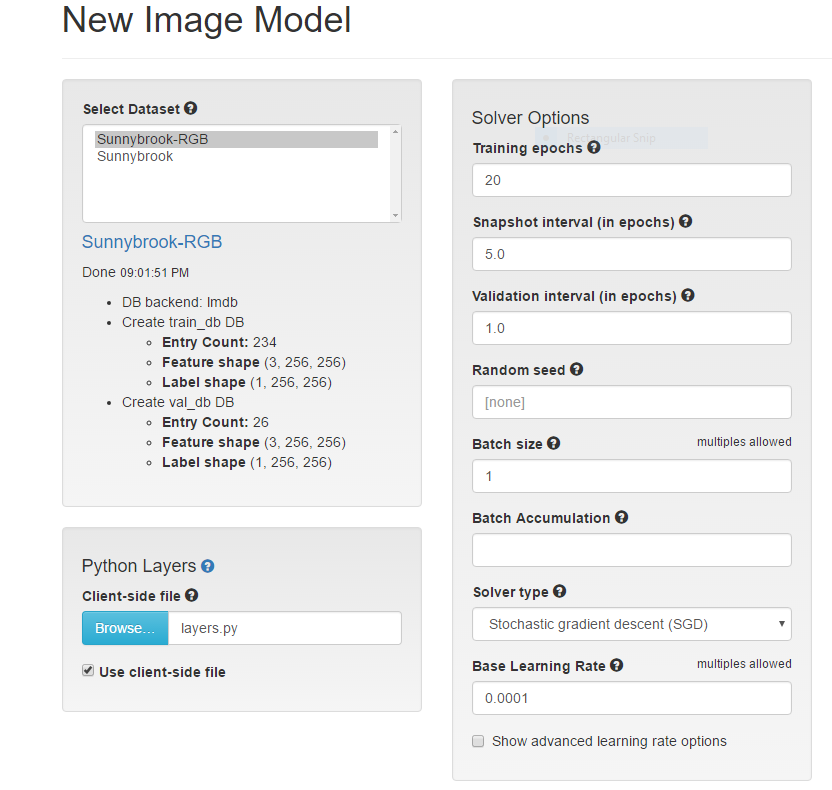 New Image Model
Select Dataset
Sunnybrook-RGB
Sunnybrook
Sunnybrook-RGB
Done 09:01:51 PM
DB backend: lmdb
Create train_db DB
Entry Count: 234
Feature shape (3, 256, 256)
Label shape (1, 256, 256)
Create val_db DB
Entry Count: 26
Feature shape (3, 256, 256)
Label shape (1, 256, 256)
Python Layers
Client-side file
Browse... layers.py
Use client-side file
Solver Options
Rectangular Snip
Training epochs
20
Snapshot interval (in epochs)
5.0
Validation interval (in epochs)
1.0
Random seed
[none]
Batch size multiples allowed
1
Batch Accumulation
Solver type
Stochastic gradient descent (SGD)
Base Learning Rate multiples allowed
0.0001
Show advanced learning rate options